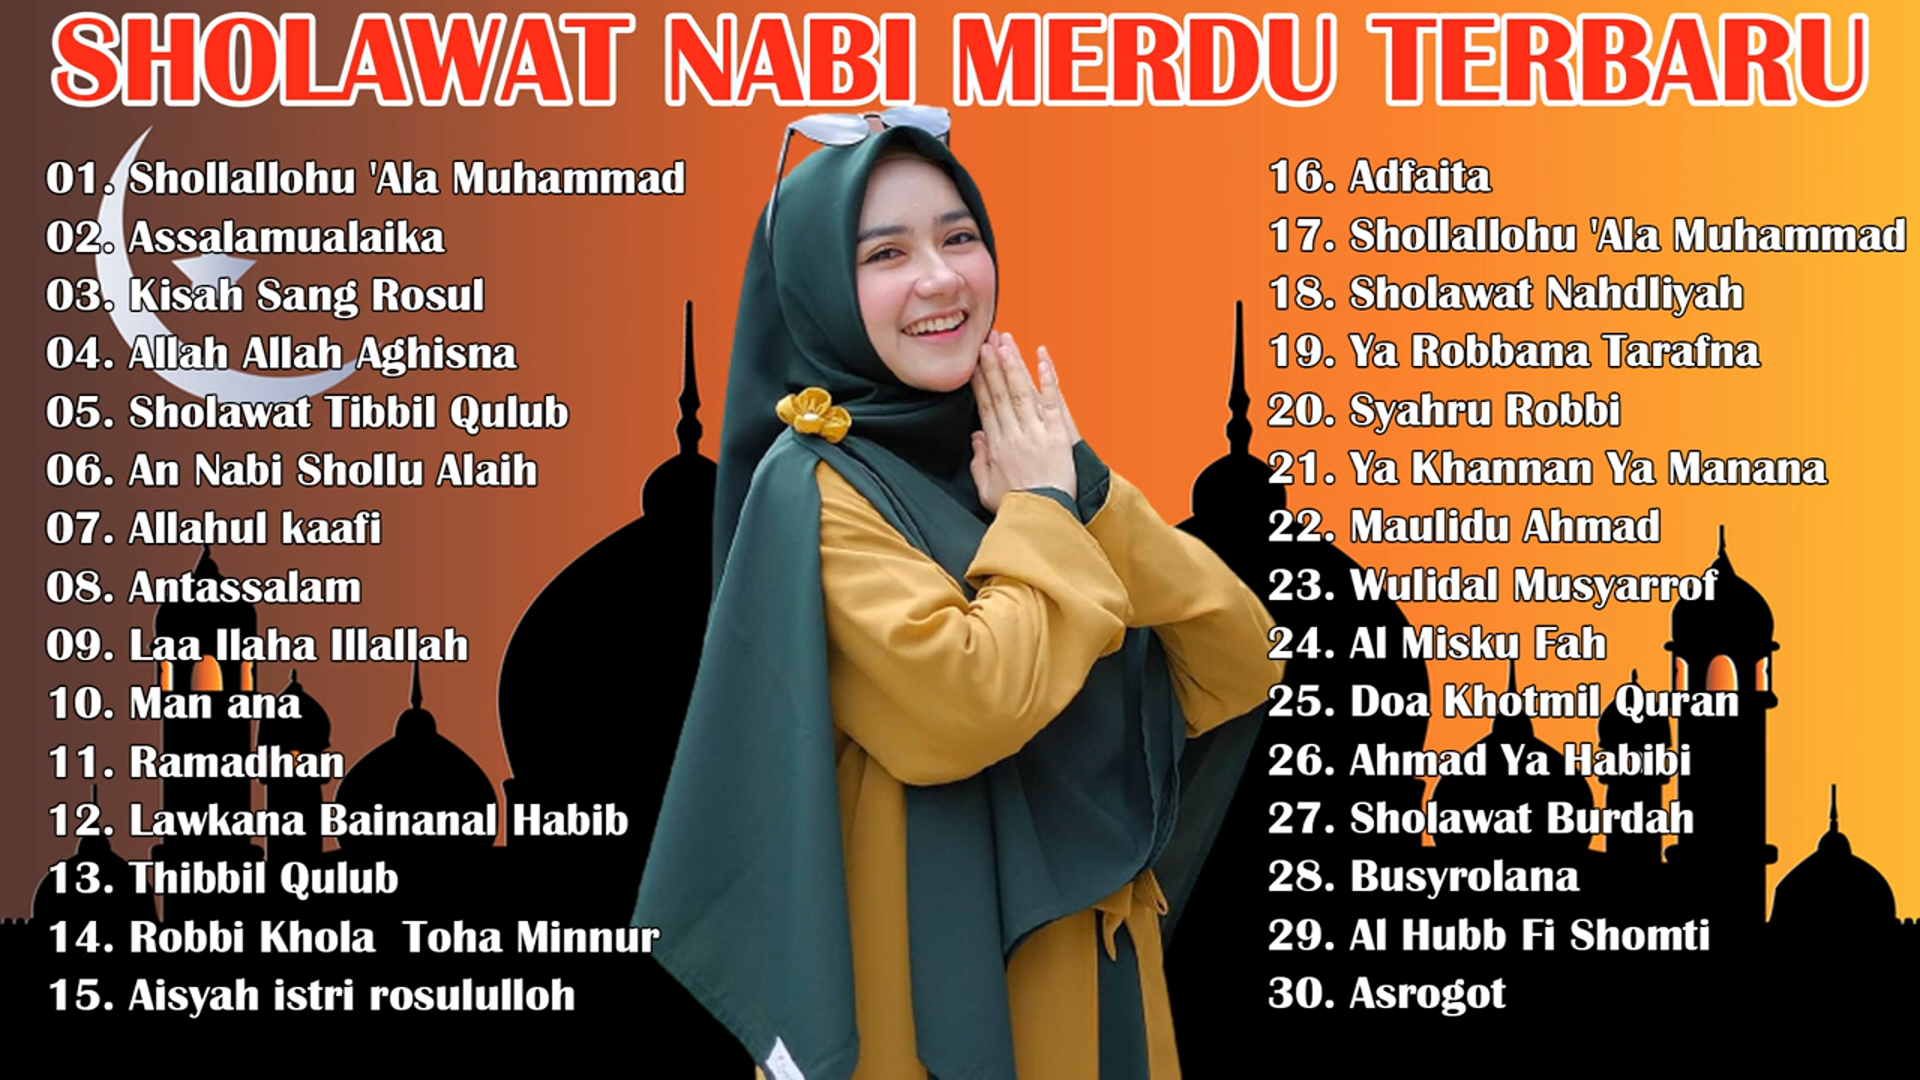 SHOLAWAT NABI MERDU TERBARU
01. Shollallohu 'Ala Muhammad
02. Assalamualaika
03. Kisah Sang Rosul
04. Allah Allah Aghisna
05. Sholawat Tibbil Qulub
06. An Nabi Shollu Alaih
07. Allahul kaafi
08. Antassalam
09. Laa Ilaha Illallah
10. Man ana
11. Ramadhan
12. Lawkana Bainanal Habib
13. Thibbil Qulub
14. Robbi Khola  Toha Minnur
15. Aisyah istri rosululloh
16. Adfaita
17. Shollallohu 'Ala Muhammad
18. Sholawat Nahdliyah
19. Ya Robbana Tarafna
20. Syahru Robbi
21. Ya Khannan Ya Manana
22. Maulidu Ahmad
23. Wulidal Musyarrof
24. Al Misku Fah
25. Doa Khotmil Quran
26. Ahmad Ya Habibi
27. Sholawat Burdah
28. Busyrolana
29. Al Hubb Fi Shomti
30. Asrogot